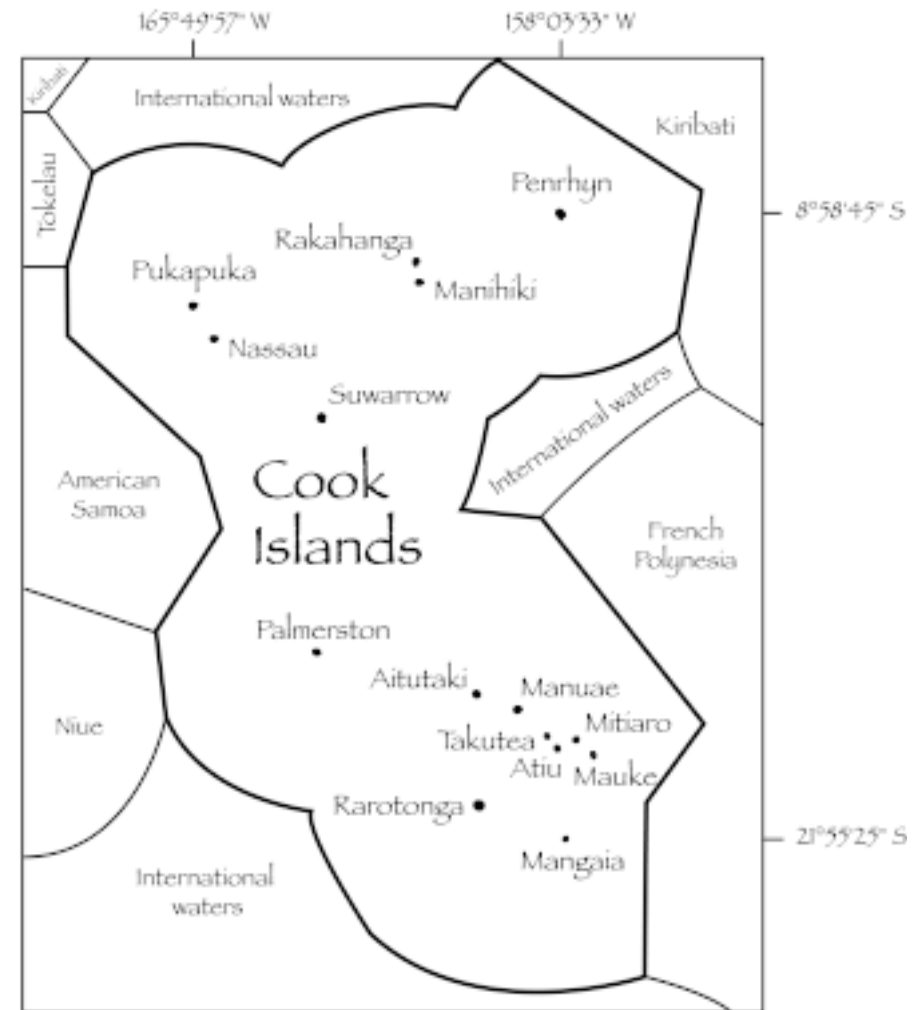 165°49'57" W
158°03'33" W
Kiribati
International waters
Kiribati
Tokelau
Penrhyn
8°58'45" S
Rakahanga
Pukapuka
Manihiki
Nassau
International waters
Suwarrow
American
Samoa
Cook
Islands
French
Polynesia
Palmerston
Aitutaki
Manuae
Niue
Takutea
Mitiaro
Atiu
Mauke
Rarotonga
21°55'25" S
Mangaia
International
waters